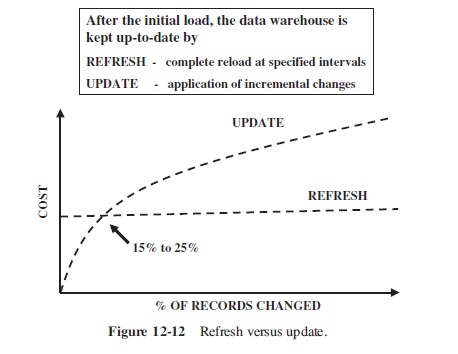 After the initial load, the data warehouse is
kept up-to-date by
REFRESH - complete reload at specified intervals
UPDATE - application of incremental changes
UPDATE
REFRESH
COST
15% to 25%
% OF RECORDS CHANGED
Figure 12-12 Refresh versus update.